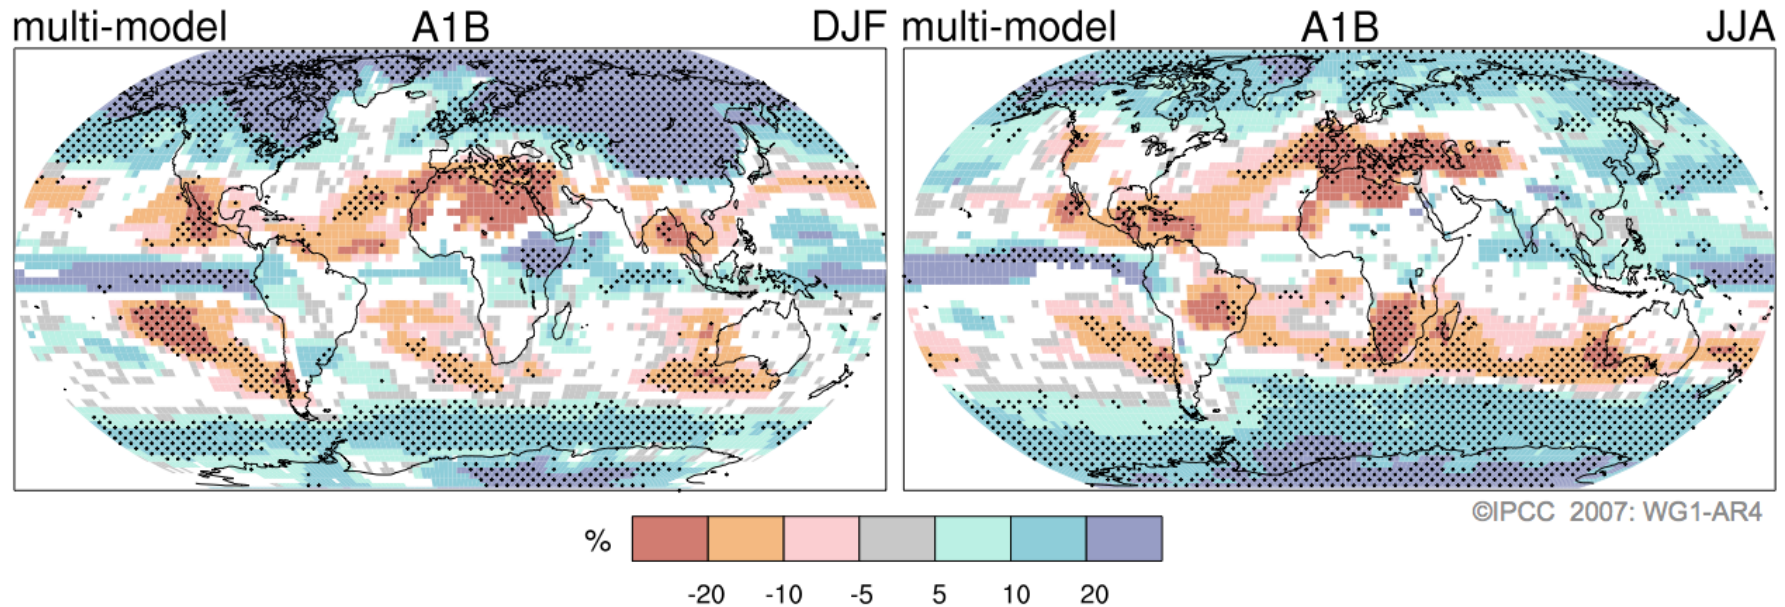 multi-model A1B DJF
multi-model A1B JJA
©IPCC 2007: WG1-AR4
%
-20 -10 -5 5 10 20